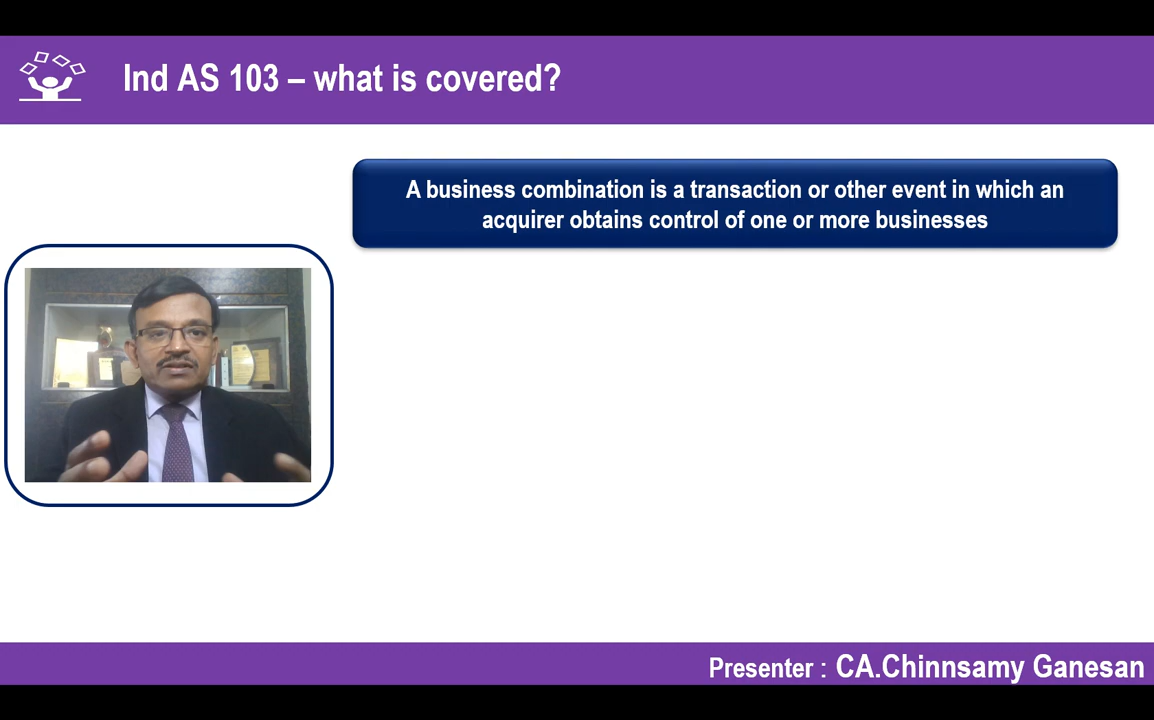 Ind AS 103 – what is covered?
A business combination is a transaction or other event in which an
acquirer obtains control of one or more businesses
Presenter : CA.Chinnsamy Ganesan